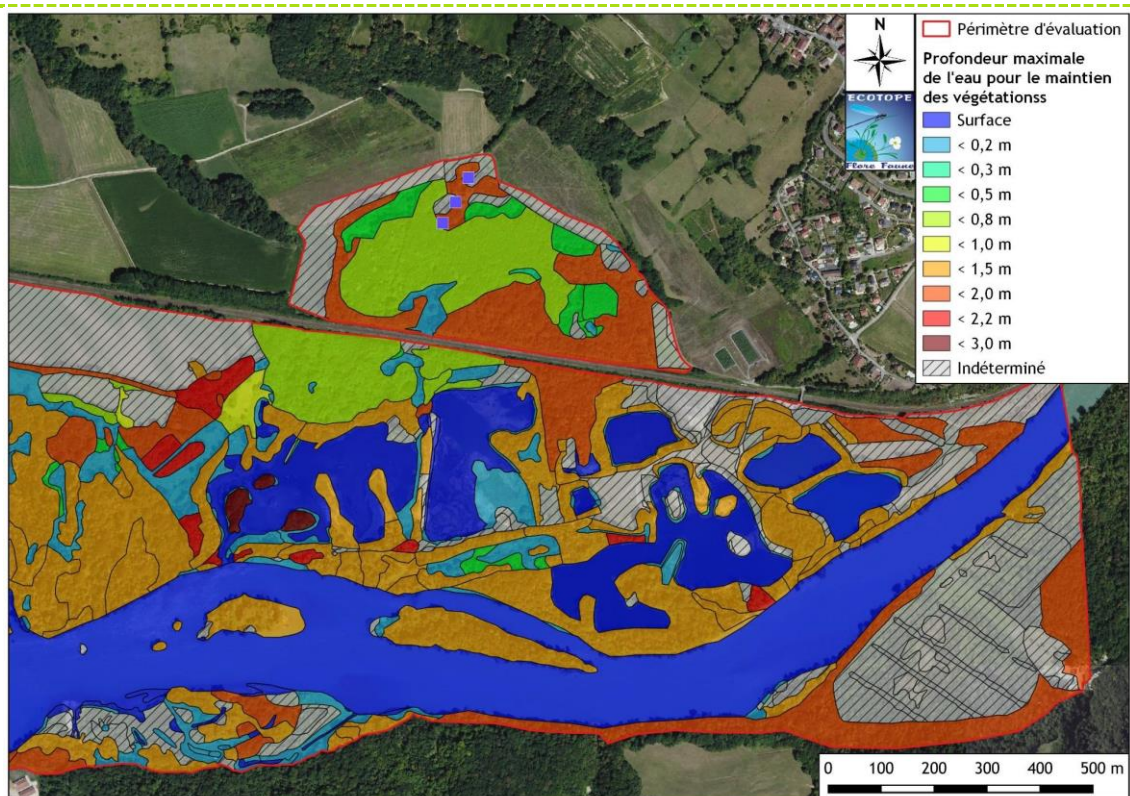 N
ECOTOPE
Flore Faune
Périmètre d'évaluation
Profondeur maximale
de l'eau pour le maintien
des végétationss
Surface
< 0,2 m
< 0,3 m
< 0,5 m
< 0,8 m
< 1,0 m
< 1,5 m
< 2,0 m
< 2,2 m
< 3,0 m
Indéterminé
0 100 200 300 400 500 m